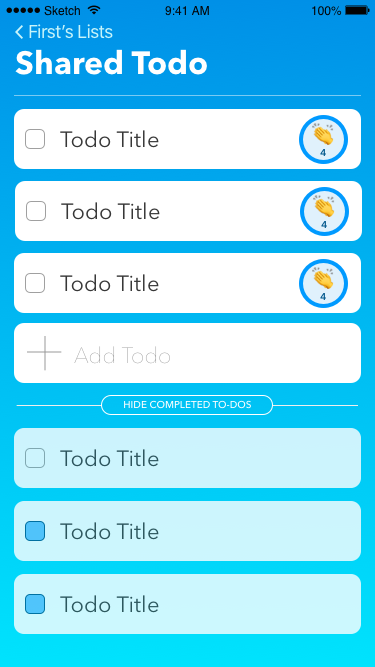 Sketch 9:41 AM 100%
First's Lists
Shared Todo
Todo Title
4
Todo Title
4
Todo Title
4
Add Todo
HIDE COMPLETED TO-DOS
Todo Title
Todo Title
Todo Title